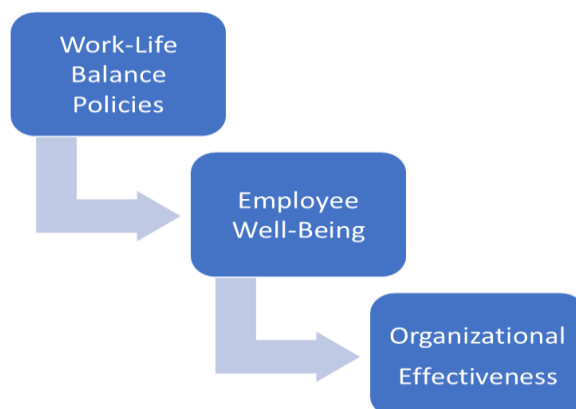 Work-Life
Balance
Policies
Employee
Well-Being
Organizational
Effectiveness